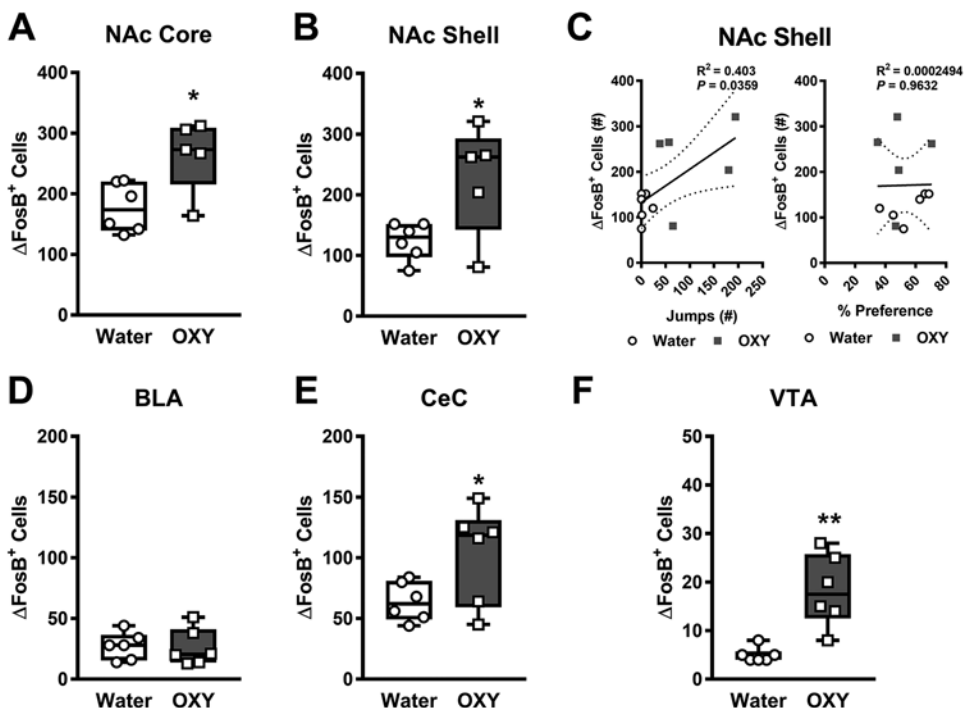 A
NAc Core
ΔFosB+ Cells
400
300
200
100
0
*
Water
OXY
B
NAc Shell
ΔFosB+ Cells
400
300
200
100
0
*
Water
OXY
C
NAc Shell
R2 = 0.403
P = 0.0359
ΔFosB+ Cells (#)
400
300
200
100
0
0
50
100
150
200
250
Jumps (#)
Water
OXY
R2 = 0.0002494
P = 0.9632
ΔFosB+ Cells (#)
400
300
200
100
0
0
20
40
60
80
% Preference
Water
OXY
D
BLA
ΔFosB+ Cells
200
150
100
50
0
Water
OXY
E
CeC
ΔFosB+ Cells
200
150
100
50
0
*
Water
OXY
F
VTA
ΔFosB+ Cells
50
40
30
20
10
0
**
Water
OXY